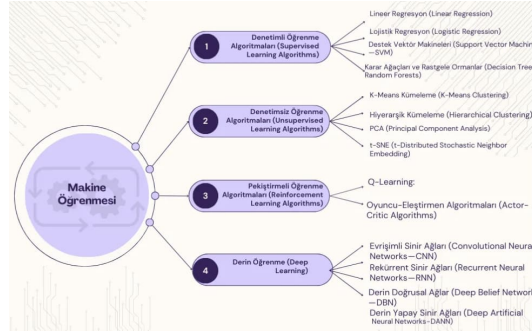 Makine
Öğrenmesi
1
Denetimli Öğrenme
Algoritmaları (Supervised
Learning Algorithms)
Lineer Regresyon (Linear Regression)
Lojistik Regresyon (Logistic Regression)
Destek Vektör Makineleri (Support Vector Machin
—SVM)
Karar Ağaçları ve Rastgele Ormanlar (Decision Tree
Random Forests)
2
Denetimsiz Öğrenme
Algoritmaları (Unsupervised
Learning Algorithms)
K-Means Kümeleme (K-Means Clustering)
Hiyerarşik Kümeleme (Hierarchical Clustering)
PCA (Principal Component Analysis)
t-SNE (t-Distributed Stochastic Neighbor
Embedding)
3
Pekiştirmeli Öğrenme
Algoritmaları (Reinforcement
Learning Algorithms)
Q-Learning:
Oyuncu-Eleştirmen Algoritmaları (Actor-
Critic Algorithms)
4
Derin Öğrenme (Deep
Learning)
Evrişimli Sinir Ağları (Convolutional Neura
Networks—CNN)
Rekürrent Sinir Ağları (Recurrent Neural
Networks—RNN)
Derin Doğrusal Ağlar (Deep Belief Network
—DBN)
Derin Yapay Sinir Ağları (Deep Artificial
Neural Networks-DANN)